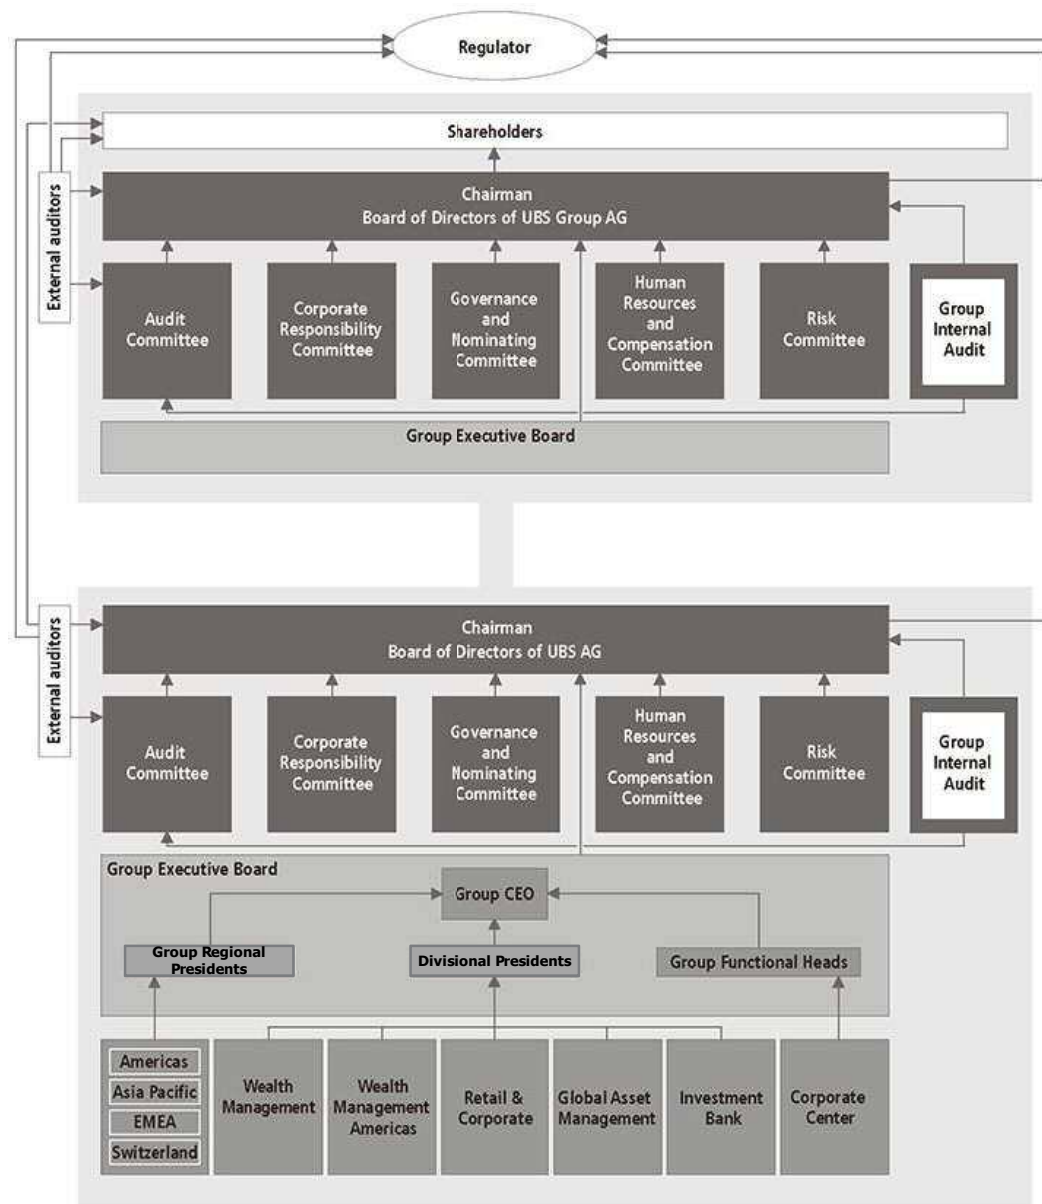 Regulator
Shareholders
External auditors
Chairman
Board of Directors of UBS Group AG
Audit
Committee
Corporate
Responsibility
Committee
Governance
and
Nominating
Committee
Human
Resources
and
Compensation
Committee
Risk
Committee
Group
Internal
Audit
Group Executive Board
External auditors
Chairman
Board of Directors of UBS AG
Audit
Committee
Corporate
Responsibility
Committee
Governance
and
Nominating
Committee
Human
Resources
and
Compensation
Committee
Risk
Committee
Group
Internal
Audit
Group Executive Board
Group CEO
Group Regional
Presidents
Divisional Presidents
Group Functional Heads
Americas
Asia Pacific
EMEA
Switzerland
Wealth
Management
Wealth
Management
Americas
Retail &
Corporate
Global Asset
Management
Investment
Bank
Corporate
Center